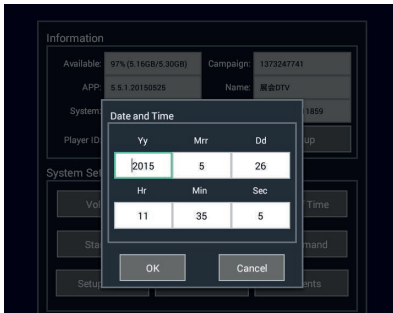 Information
Available: 97% (5.16GB/5.30GB) Campaign: 1373247741
APP: 5.5.1.20150525 Name: 展会DTV
System: 1859
Player ID: up
Date and Time
Yy Mrr Dd
2015 5 26
Hr Min Sec
11 35 5
OK Cancel
System Set
Vol Time
Sta mand
Setup ents